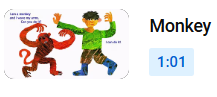 Monkey
I am a monkey
and I wave my arms.
Can you do it?
I can do it!
1:01